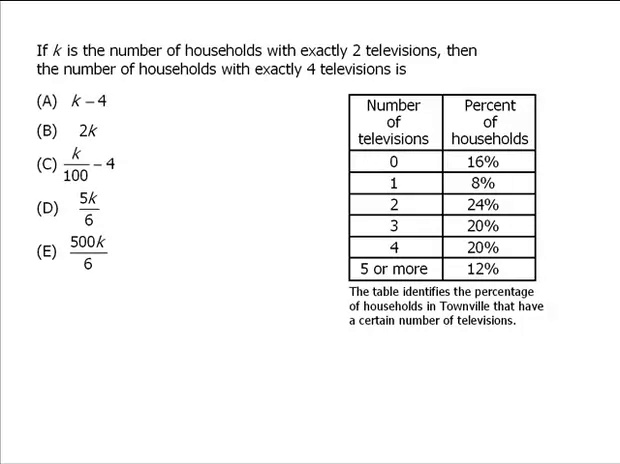 If k is the number of households with exactly 2 televisions, then
the number of households with exactly 4 televisions is
(A) k – 4
(B) 2k
(C) k/100 – 4
(D) 5k/6
(E) 500k/6
Number of televisions Percent of households
0 16%
1 8%
2 24%
3 20%
4 20%
5 or more 12%
The table identifies the percentage
of households in Townville that have
a certain number of televisions.